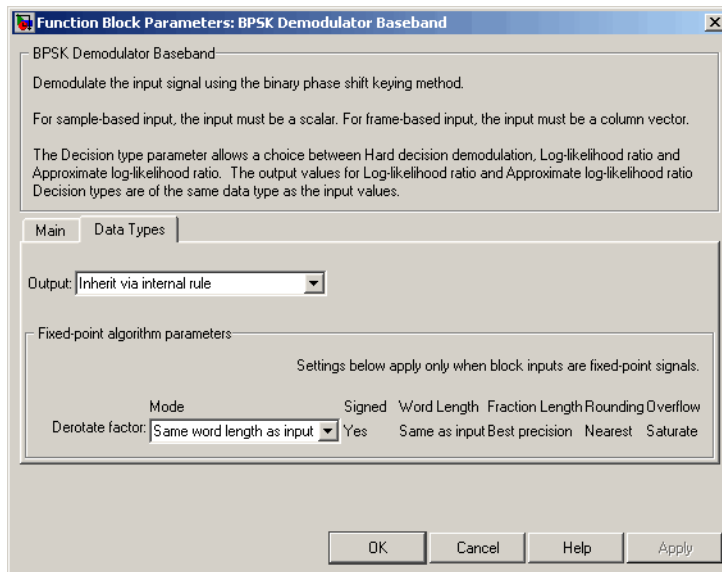 Function Block Parameters: BPSK Demodulator Baseband
BPSK Demodulator Baseband
Demodulate the input signal using the binary phase shift keying method.
For sample-based input, the input must be a scalar. For frame-based input, the input must be a column vector.
The Decision type parameter allows a choice between Hard decision demodulation, Log-likelihood ratio and
Approximate log-likelihood ratio. The output values for Log-likelihood ratio and Approximate log-likelihood ratio
Decision types are of the same data type as the input values.
Main Data Types
Output: Inherit via internal rule
Fixed-point algorithm parameters
Settings below apply only when block inputs are fixed-point signals.
Mode Signed Word Length Fraction Length Rounding Overflow
Derotate factor: Same word length as input Yes Same as input Best precision Nearest Saturate
OK Cancel Help Apply